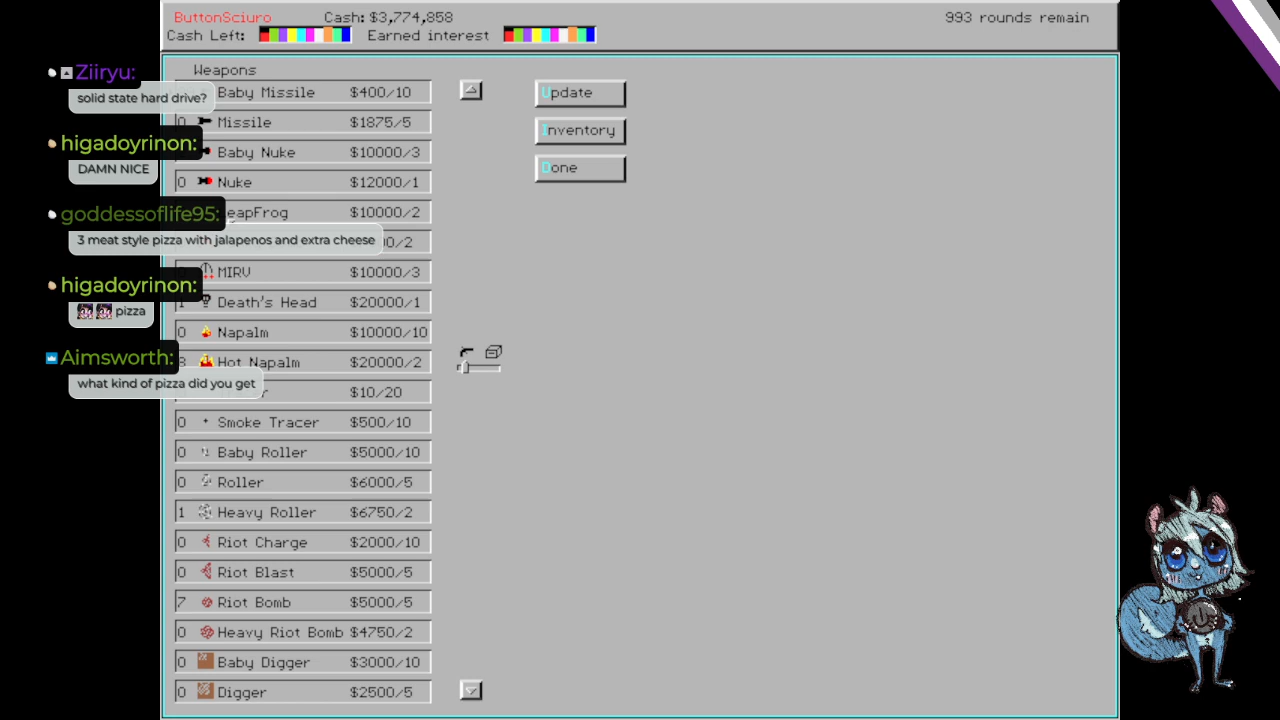 ButtonSciuro Cash: $3,774,858 993 rounds remain
Cash Left: Earned interest
Weapons
Baby Missile $400/10
0 Missile $1875/5
Baby Nuke $10000/3
0 Nuke $12000/1
eapFrog $10000/2
00/2
MIRV $10000/3
1 Death's Head $20000/1
0 Napalm $10000/10
3 Hot Napalm $20000/2
$10/20
0 Smoke Tracer $500/10
0 Baby Roller $5000/10
0 Roller $6000/5
1 Heavy Roller $6750/2
0 Riot Charge $2000/10
0 Riot Blast $5000/5
7 Riot Bomb $5000/5
0 Heavy Riot Bomb $4750/2
0 Baby Digger $3000/10
0 Digger $2500/5
Update
Inventory
Done
Ziiryu:
solid state hard drive?
higadoyrinon:
DAMN NICE
goddessoflife95:
3 meat style pizza with jalapenos and extra cheese
higadoyrinon:
pizza
Aimsworth:
what kind of pizza did you get